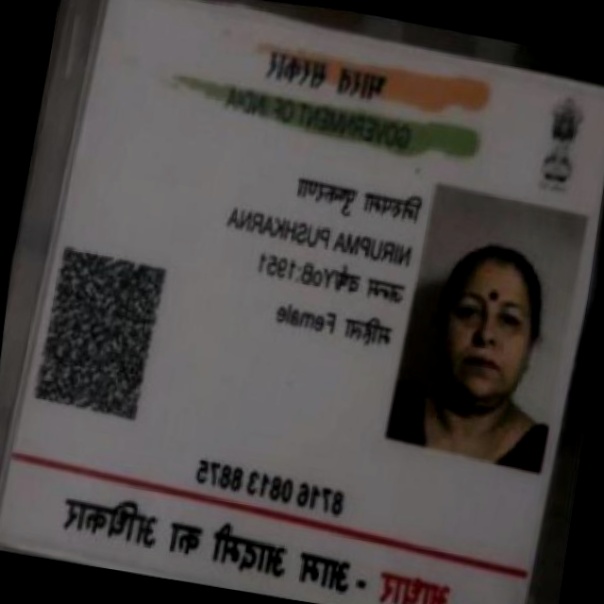 भारत सरकार
GOVERNMENT OF INDIA
निरुपमा पुष्करणा
NIRUPMA PUSHKARNA
जन्म वर्ष/YoB:1951
महिला Female
8716 0813 8875
आधार - आम आदमी का अधिकार